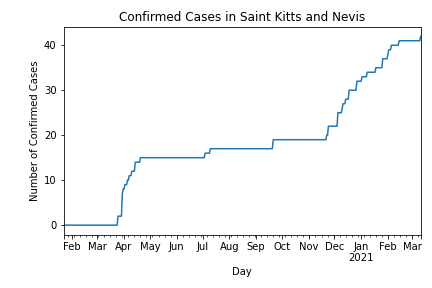 Confirmed Cases in Saint Kitts and Nevis
Number of Confirmed Cases
40
30
20
10
0
Feb Mar Apr May Jun Jul Aug Sep Oct Nov Dec Jan Feb Mar
2021
Day